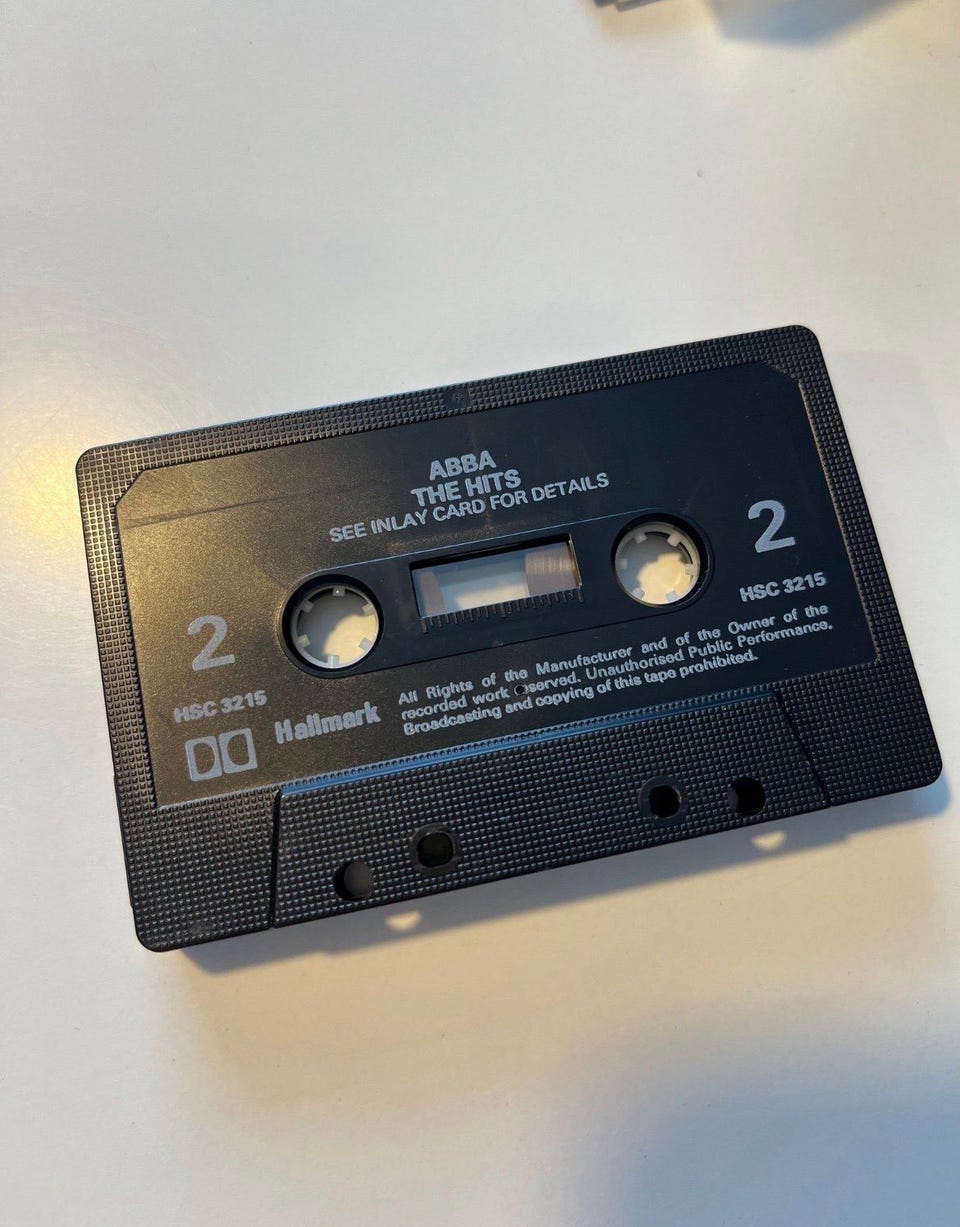 ABBA
THE HITS
SEE INLAY CARD FOR DETAILS
2
2
HSC 3215
HSC 3215
Hallmark
All Rights of the Manufacturer and of the Owner of the
recorded work served. Unauthorised Public Performance,
Broadcasting and copying of this tape prohibited.